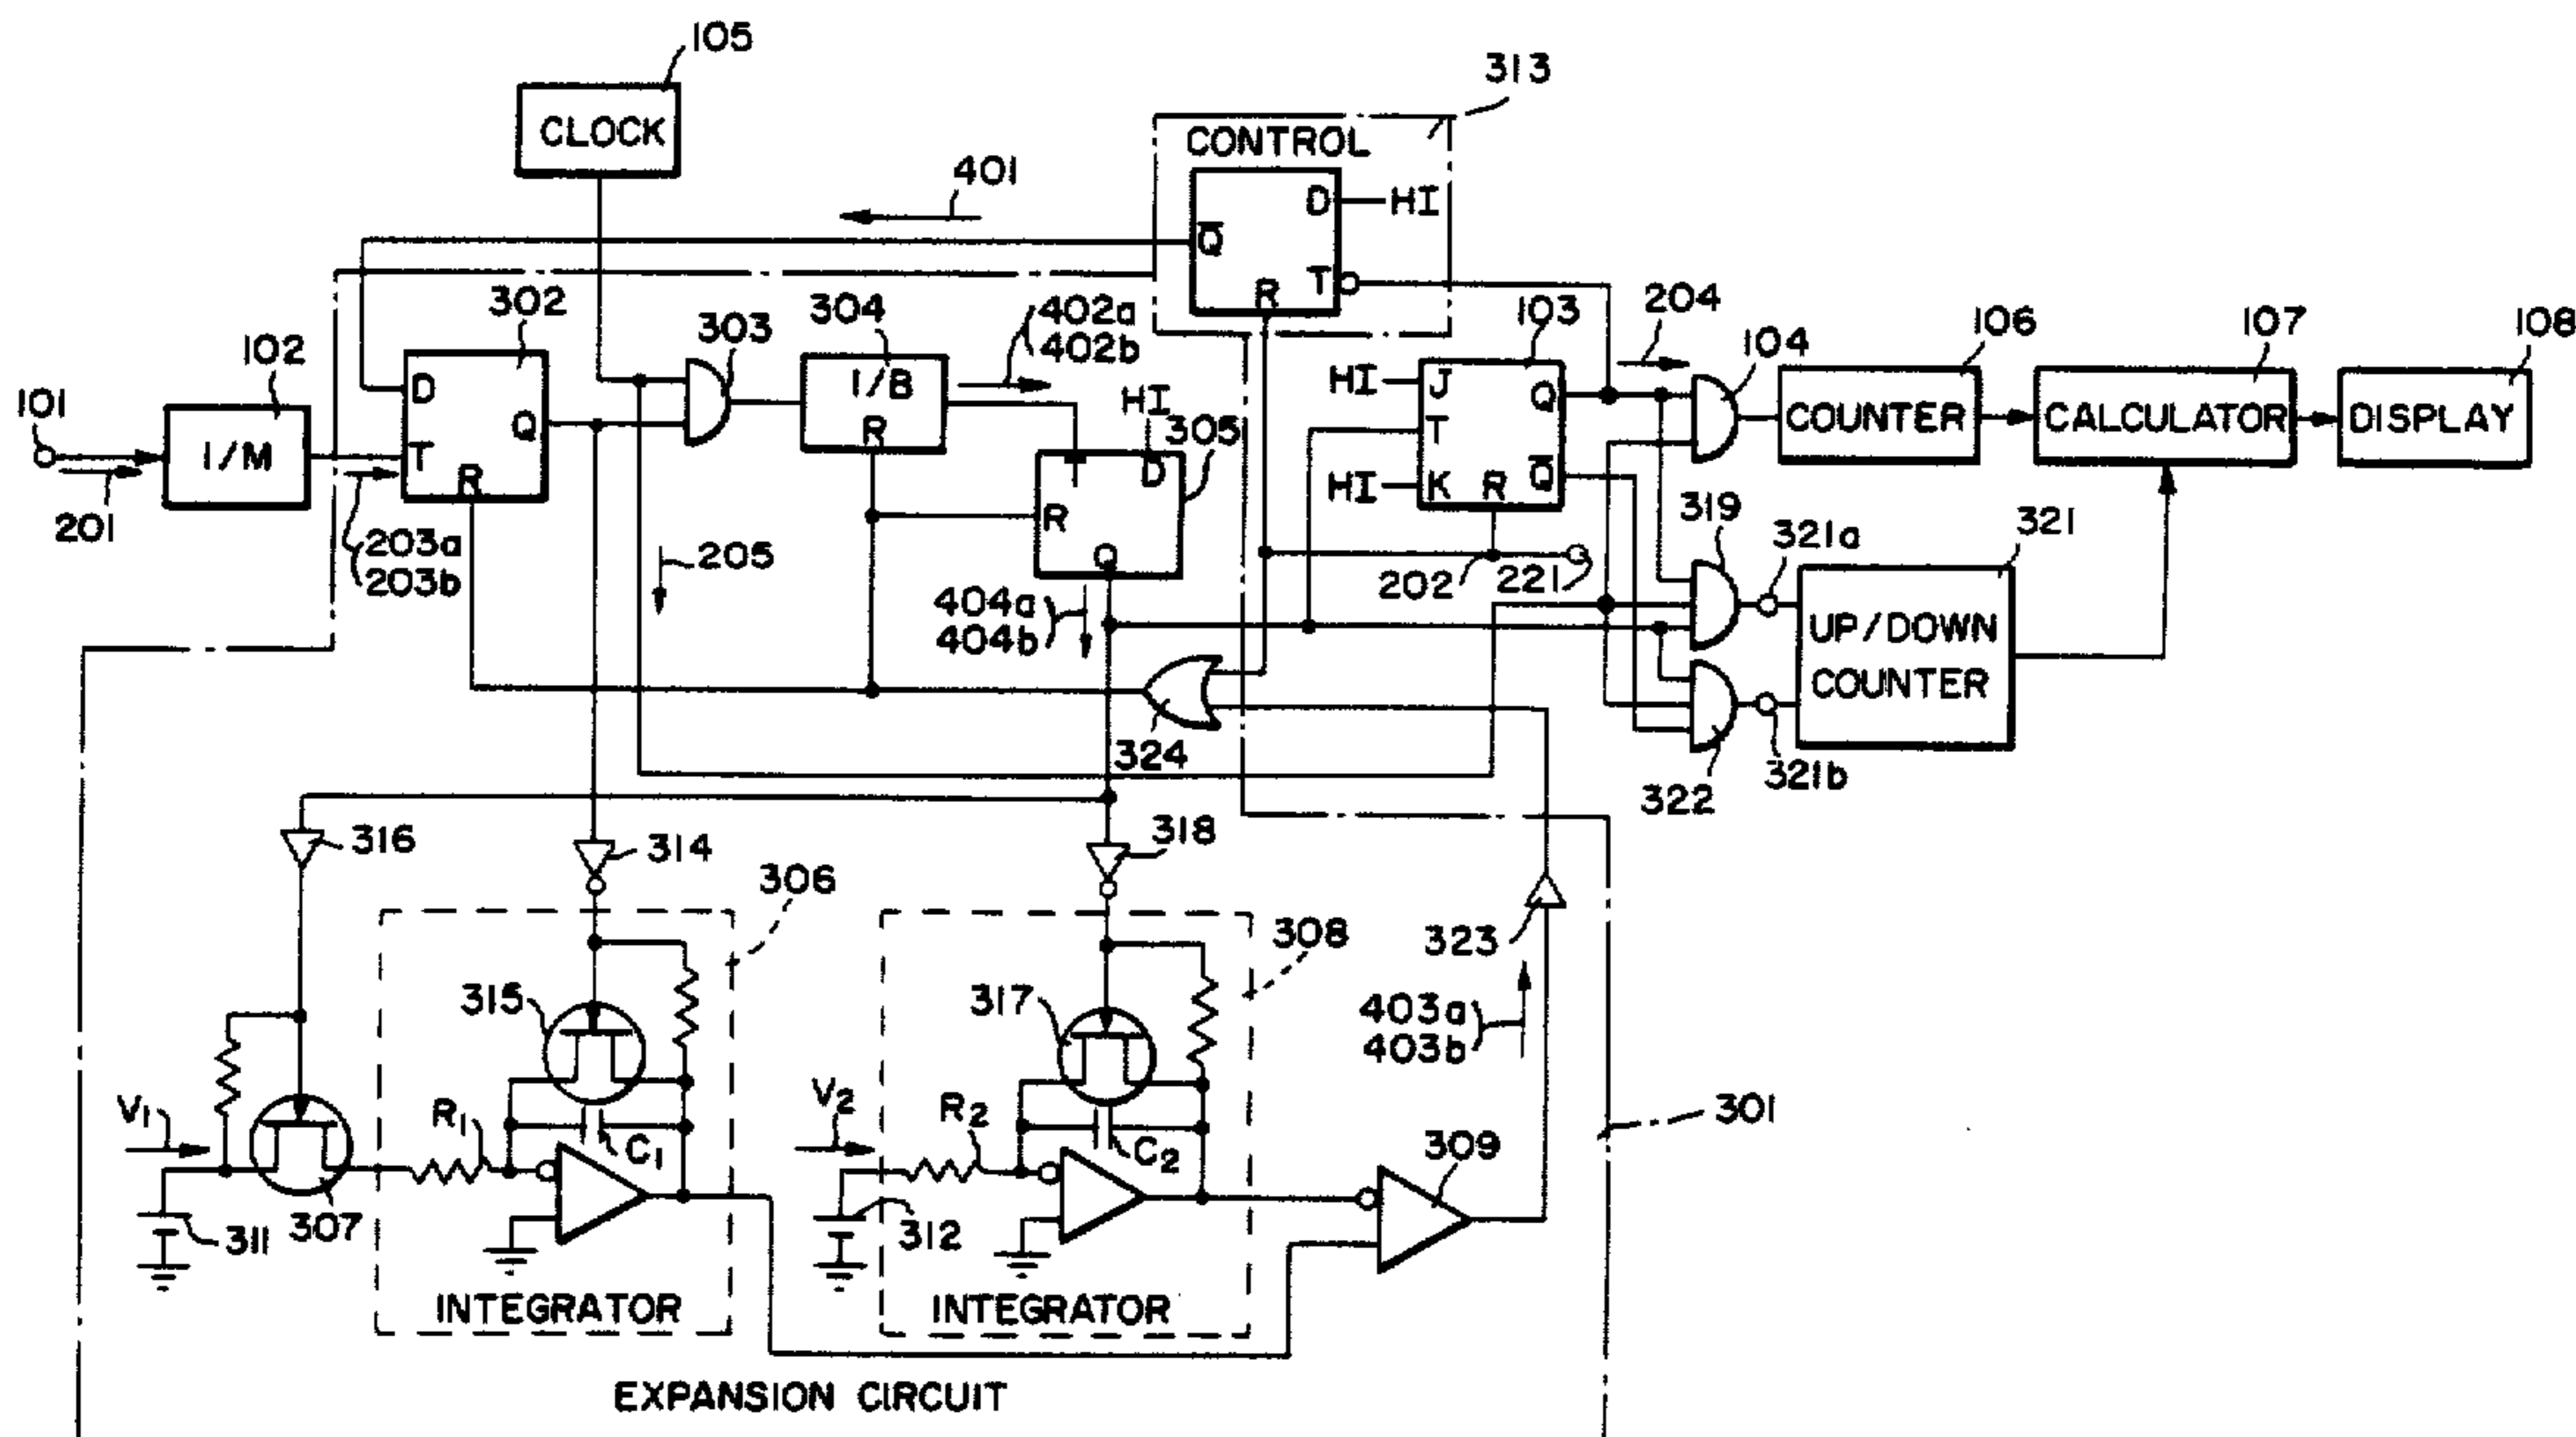 105
CLOCK
313
CONTROL
D
HI
Q̅
R
T
401
302
303
304
402a
402b
103
204
104
106
107
108
102
101
I/M
D
T
R
Q
I/B
R
HI
305
D
R
Q
HI
J
T
HI
K
R
Q
Q̅
COUNTER
CALCULATOR
DISPLAY
201
203a
203b
205
404a
404b
202
221
319
321a
321
UP/DOWN
COUNTER
324
322
321b
316
314
318
306
308
323
315
317
403a
403b
V1
R1
C1
V2
R2
C2
309
301
311
307
312
INTEGRATOR
INTEGRATOR
EXPANSION CIRCUIT